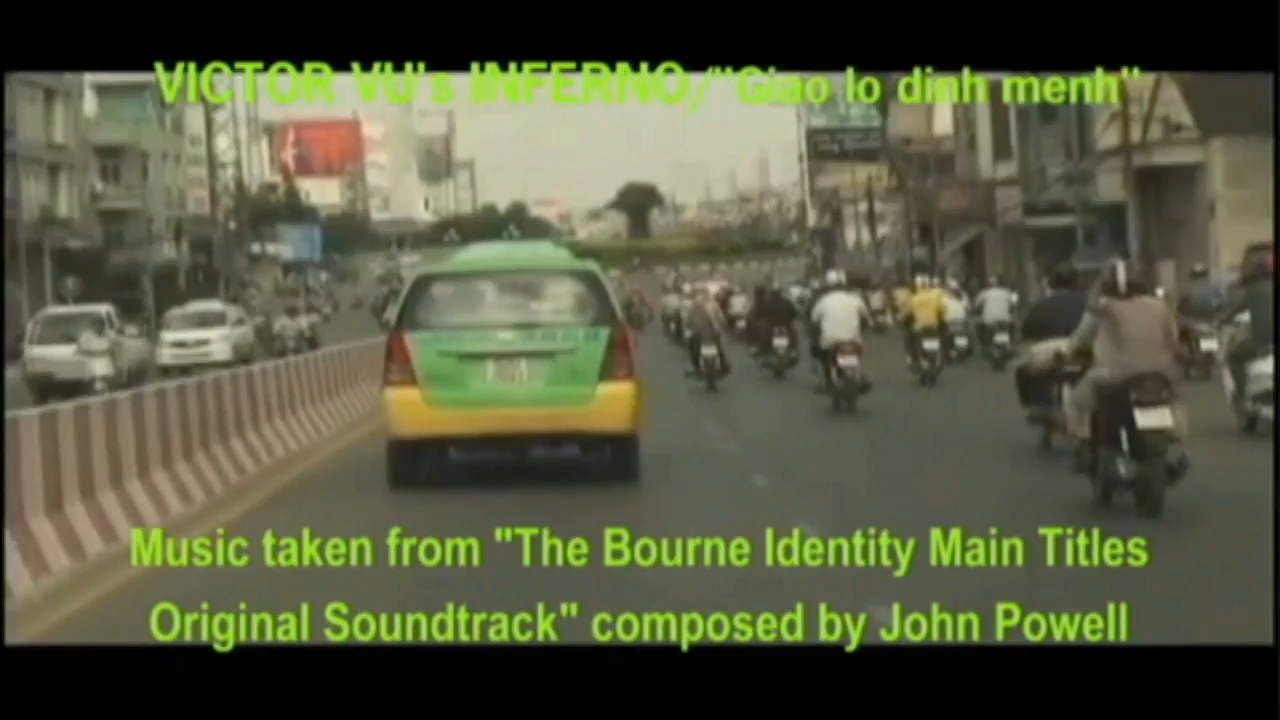 VICTOR VU's INFERNO/"Giao lo dinh menh"
Music taken from "The Bourne Identity Main Titles
Original Soundtrack" composed by John Powell